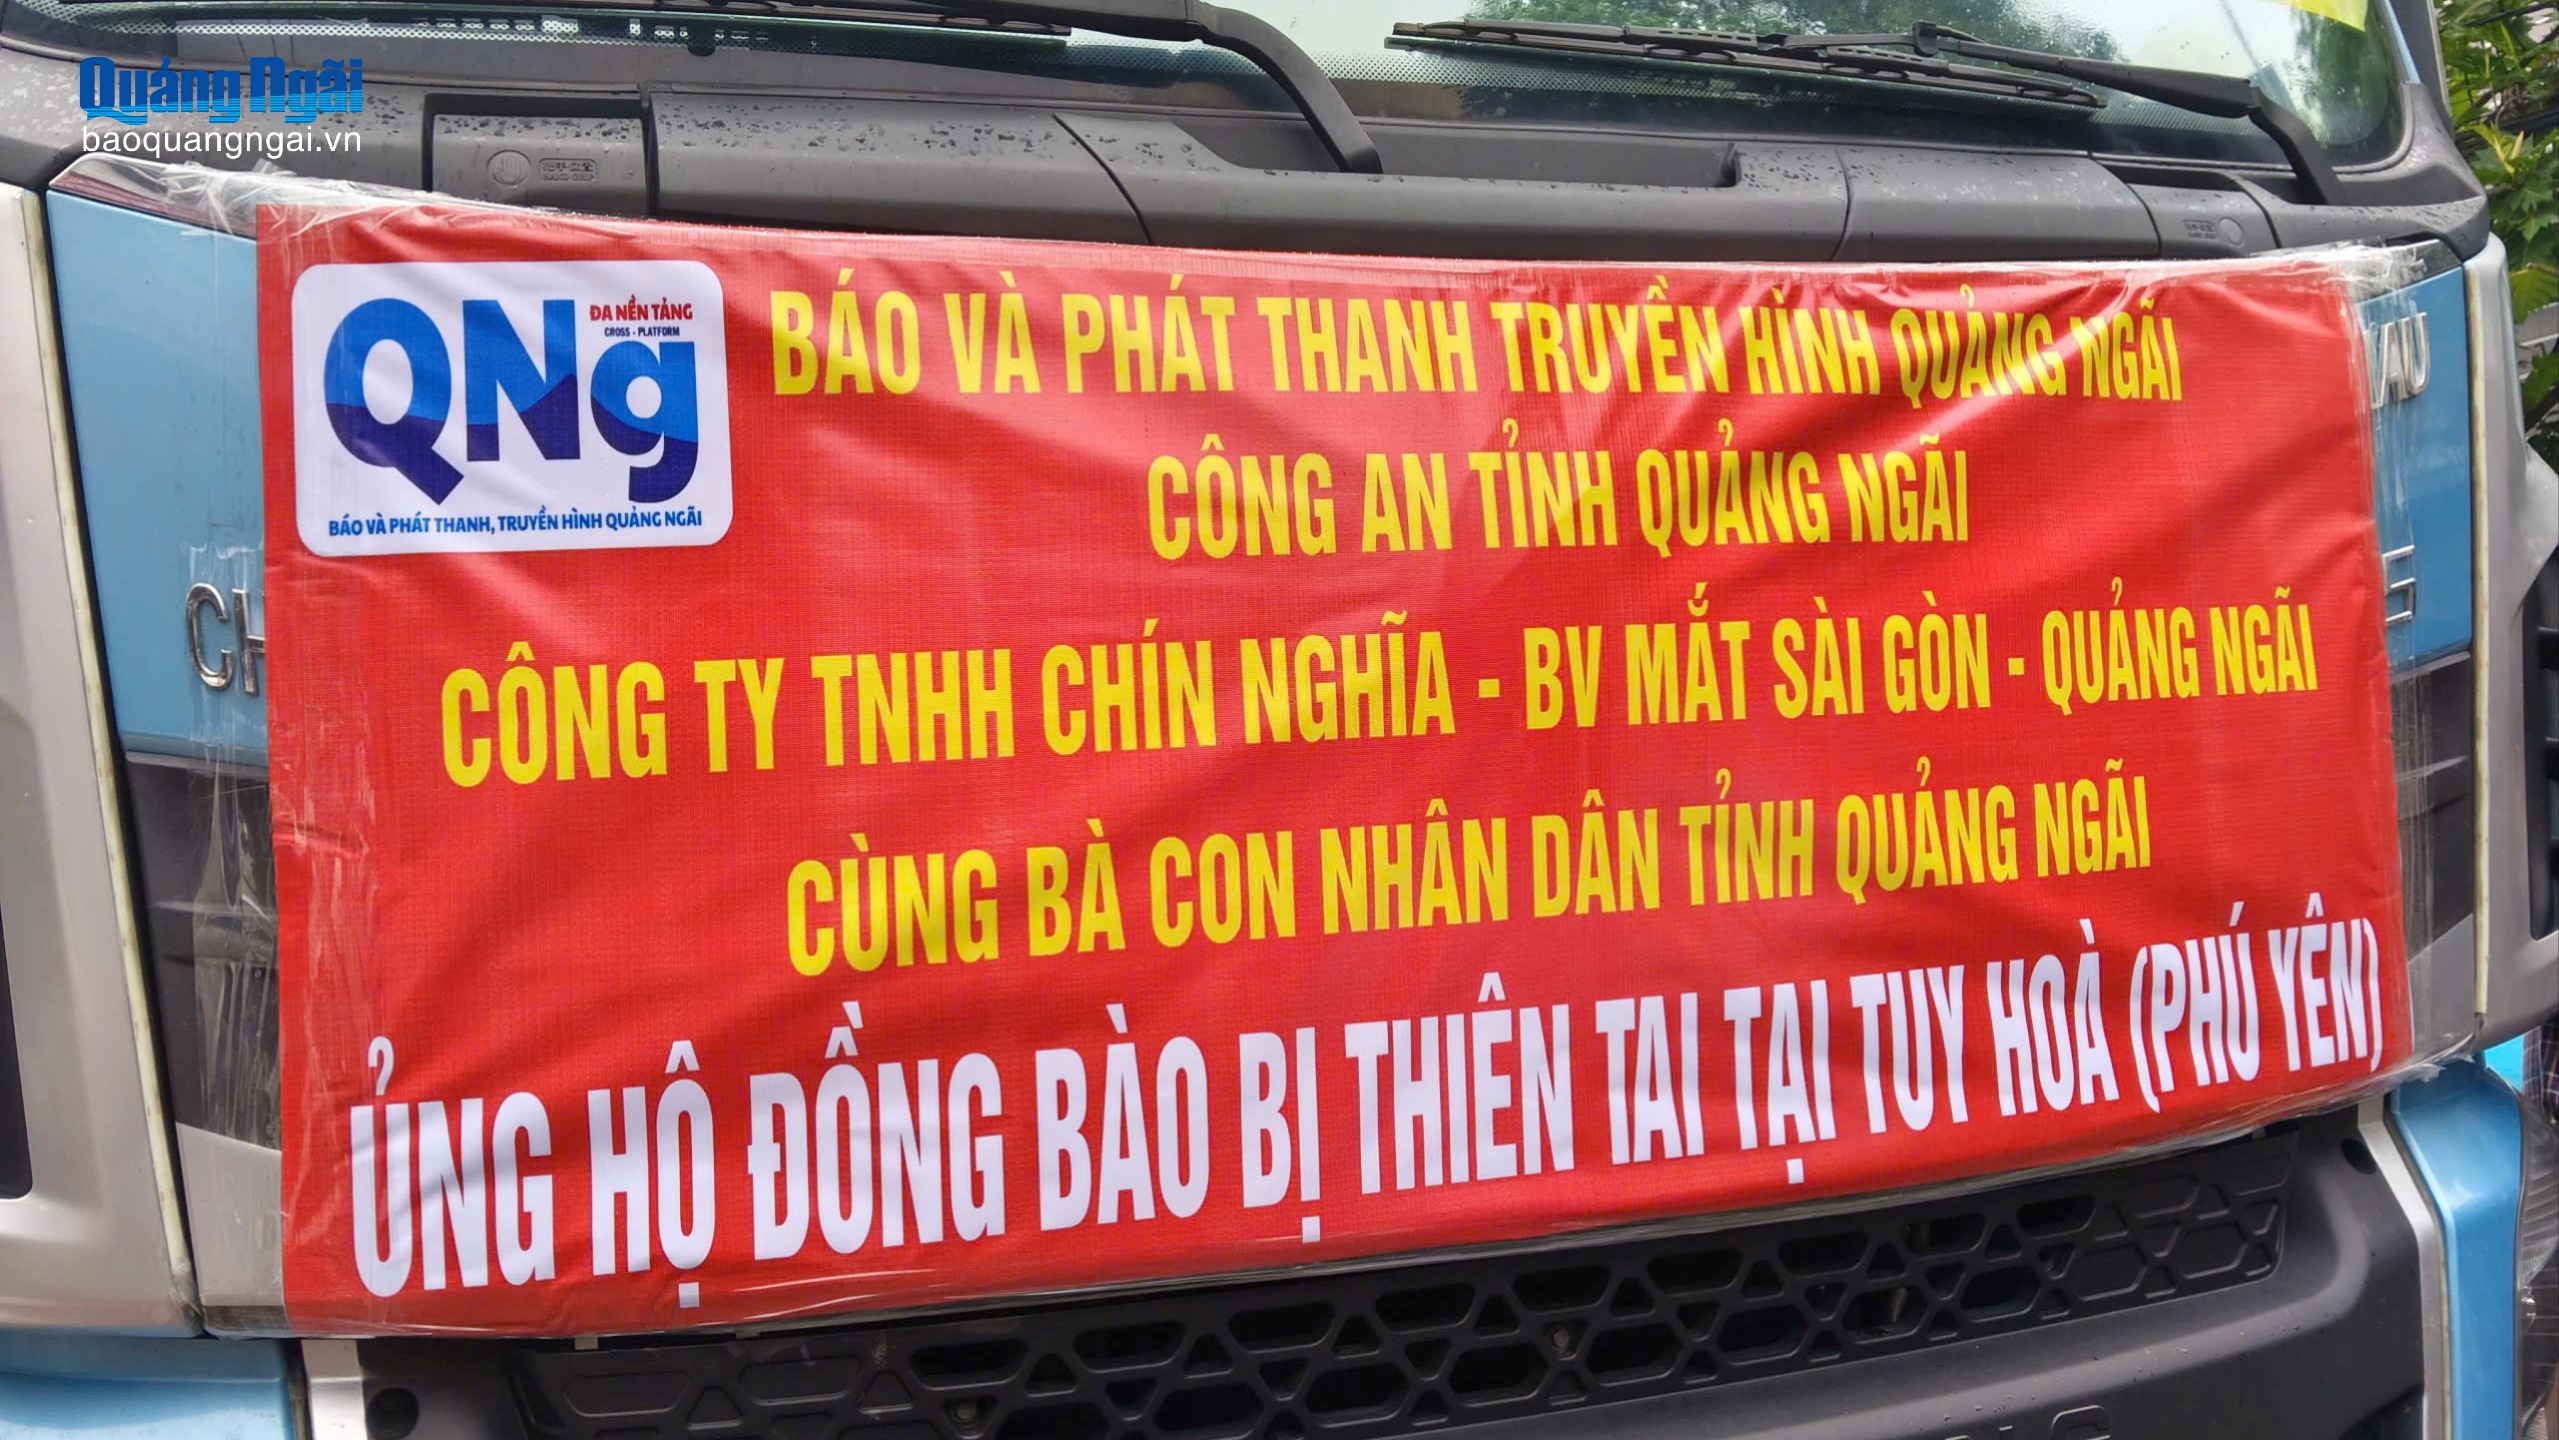 Quảng Ngãi
baoquangngai.vn
QNg
ĐA NỀN TẢNG
CROSS - PLATFORM
BÁO VÀ PHÁT THANH, TRUYỀN HÌNH QUẢNG NGÃI
BÁO VÀ PHÁT THANH TRUYỀN HÌNH QUẢNG NGÃI
CÔNG AN TỈNH QUẢNG NGÃI
CÔNG TY TNHH CHÍN NGHĨA - BV MẮT SÀI GÒN - QUẢNG NGÃI
CÙNG BÀ CON NHÂN DÂN TỈNH QUẢNG NGÃI
ỦNG HỘ ĐỒNG BÀO BỊ THIÊN TAI TẠI TUY HOÀ (PHÚ YÊN)
CH
AU